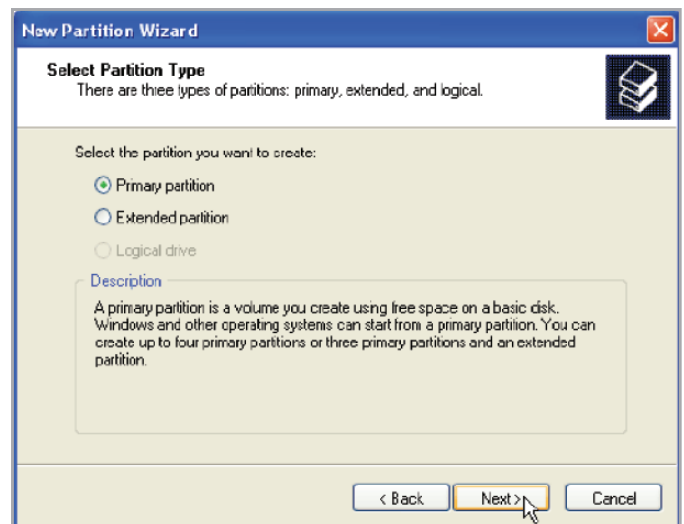 New Partition Wizard
Select Partition Type
There are three types of partitions: primary, extended, and logical.
Select the partition you want to create:
Primary partition
Extended partition
Logical drive
Description
A primary partition is a volume you create using free space on a basic disk.
Windows and other operating systems can start from a primary partition. You can
create up to four primary partitions or three primary partitions and an extended
partition.
< Back
Next >
Cancel